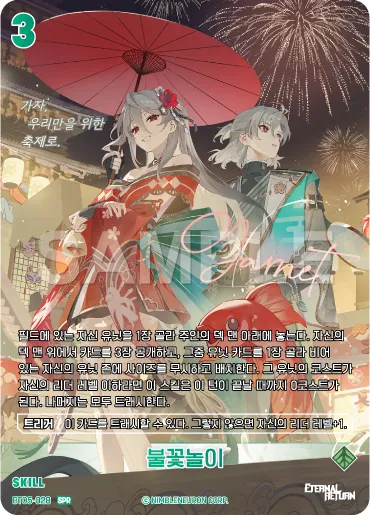 3
가자,
우리만을 위한
축제로.
SAMPLE
Garnet
필드에 있는 자신 유닛을 1장 골라 주인의 덱 맨 아래에 놓는다. 자신의
덱 맨 위에서 카드를 3장 공개하고, 그중 유닛 카드를 1장 골라 비어
있는 자신의 유닛 존에 사이즈를 무시하고 배치한다. 그 유닛의 코스트가
자신의 리더 레벨 이하라면 이 스킬은 이 턴이 끝날 때까지 0코스트가
된다. 나머지는 모두 트래시한다.
트리거 이 카드를 트래시할 수 있다. 그렇지 않으면 자신의 리더 레벨+1.
불꽃놀이
SKILL
BT05-028 SPR
© NIMBLENEURON CORP.
ETERNAL RETURN